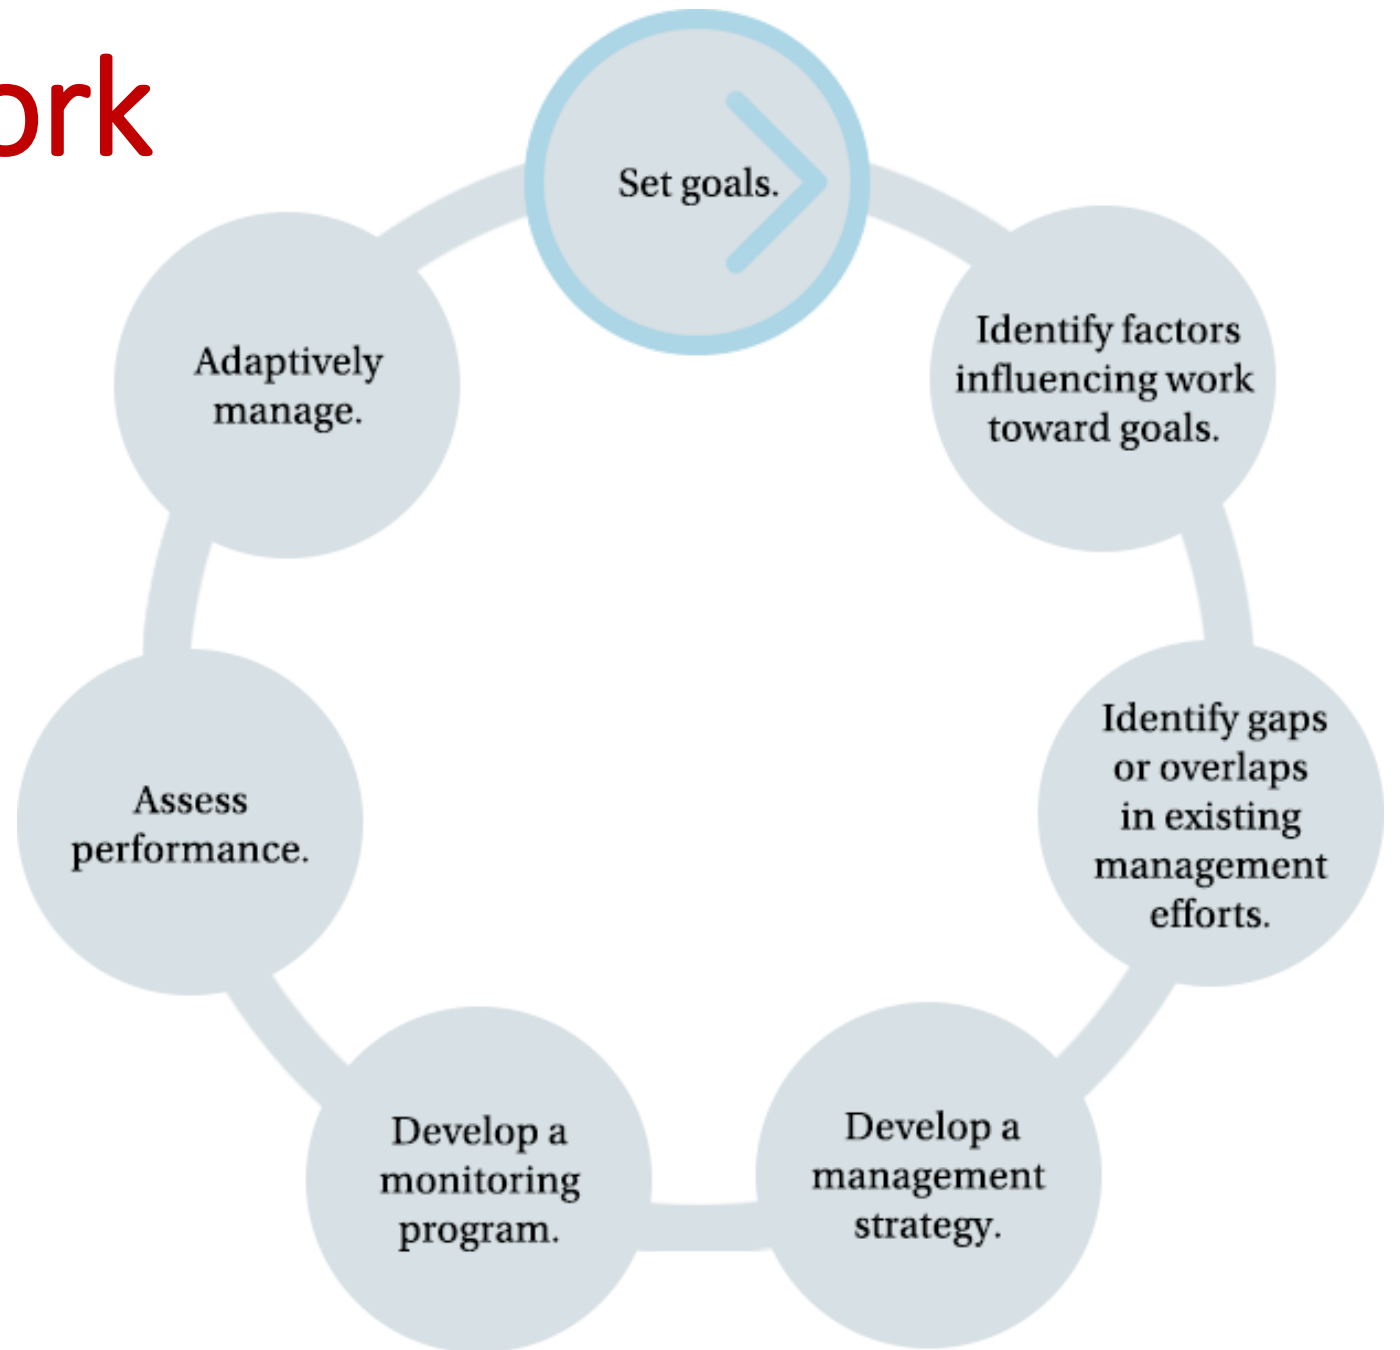 ork
Set goals.
Identify factors
influencing work
toward goals.
Identify gaps
or overlaps
in existing
management
efforts.
Develop a
management
strategy.
Develop a
monitoring
program.
Assess
performance.
Adaptively
manage.